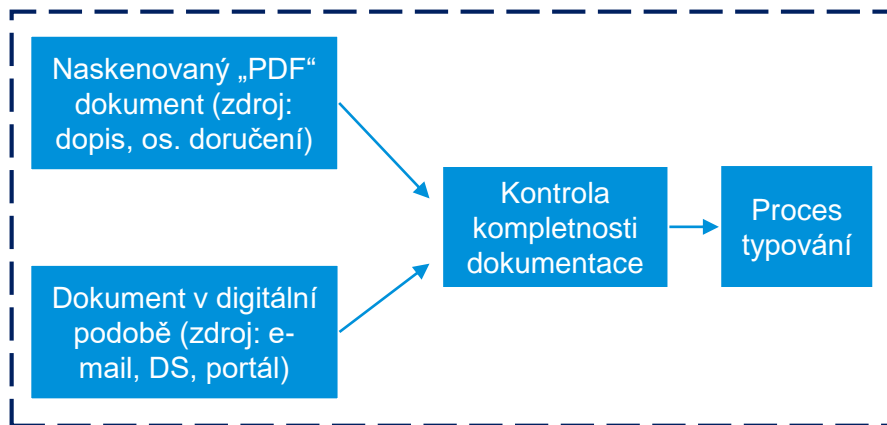 Naskenovaný „PDF“
dokument (zdroj:
dopis, os. doručení)
Dokument v digitální
podobě (zdroj: e-
mail, DS, portál)
Kontrola
kompletnosti
dokumentace
Proces
typování